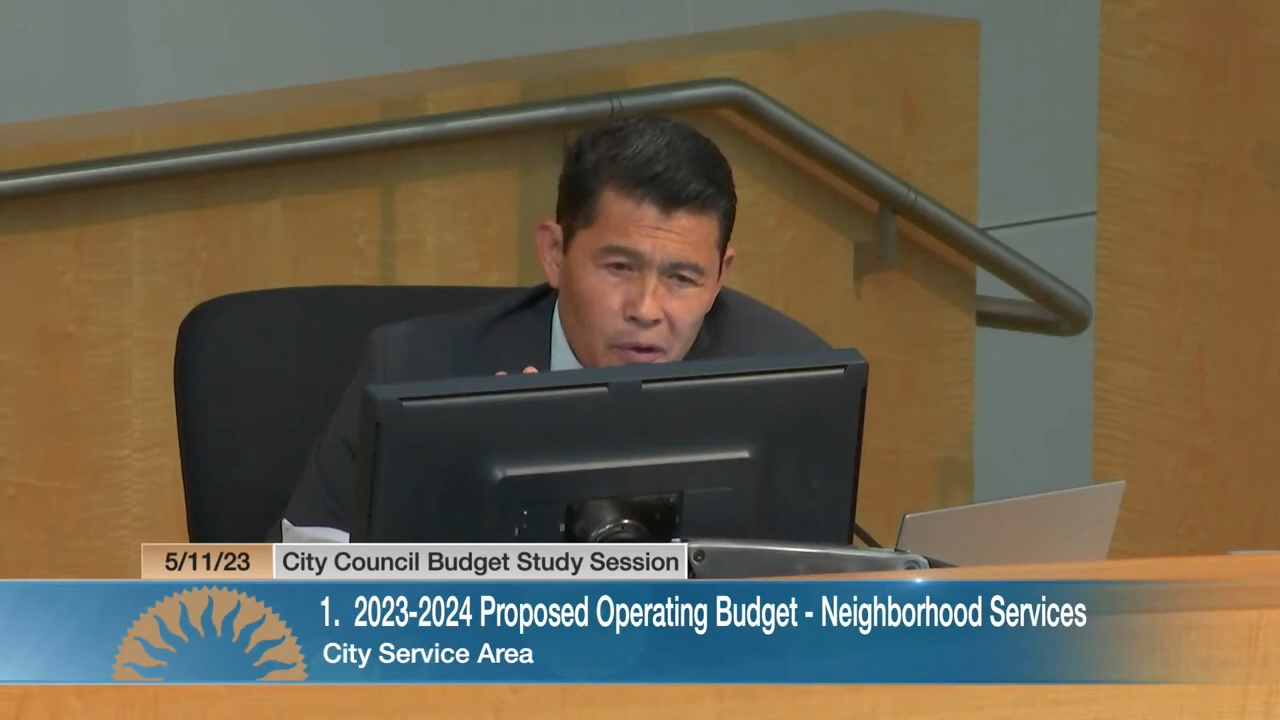 5/11/23 City Council Budget Study Session
1. 2023-2024 Proposed Operating Budget - Neighborhood Services
City Service Area